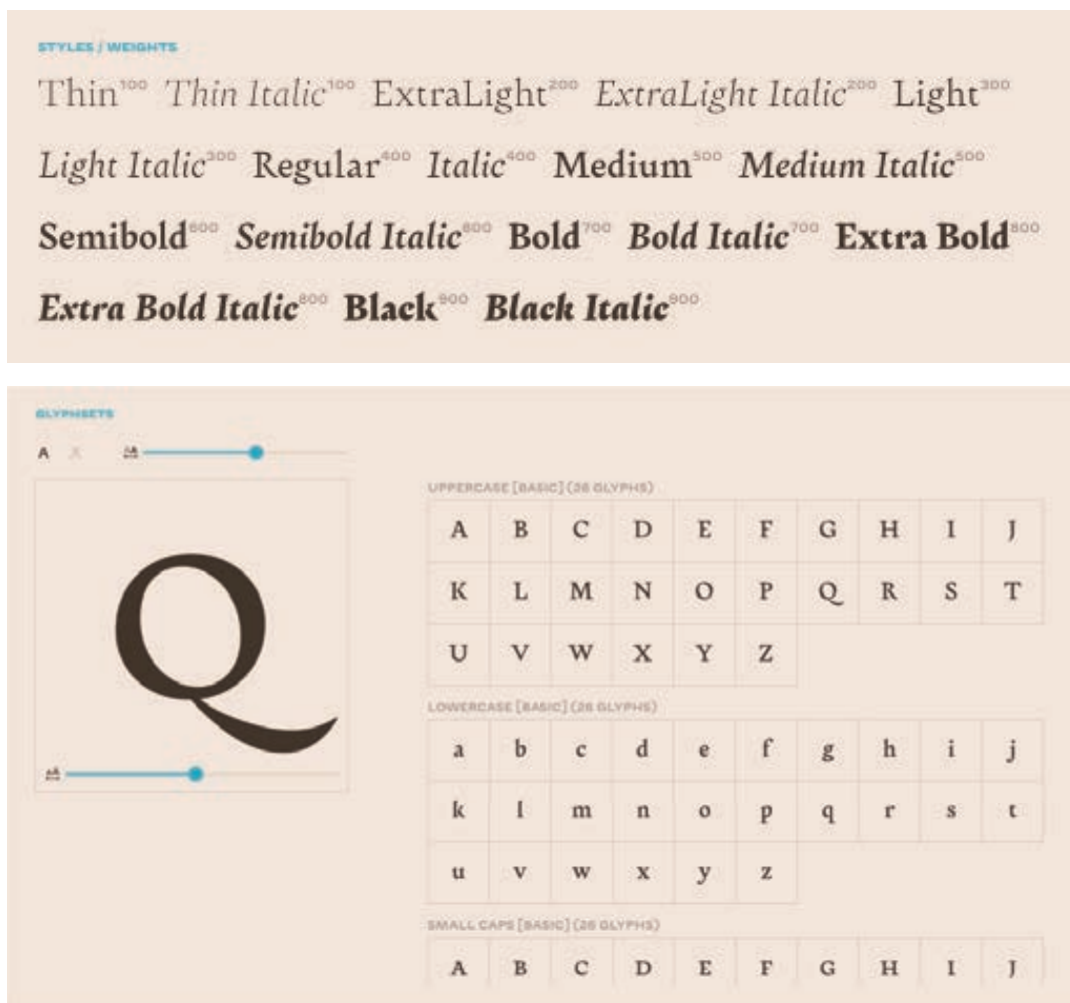 STYLES / WEIGHTS
Thin100 Thin Italic100 ExtraLight200 ExtraLight Italic200 Light300
Light Italic300 Regular400 Italic400 Medium500 Medium Italic500
Semibold600 Semibold Italic600 Bold700 Bold Italic700 Extra Bold800
Extra Bold Italic800 Black900 Black Italic900
GLYPHSETS
A A
UPPERCASE [BASIC] (26 GLYPHS)
A B C D E F G H I J
K L M N O P Q R S T
U V W X Y Z
Q
LOWERCASE [BASIC] (26 GLYPHS)
a b c d e f g h i j
k l m n o p q r s t
u v w x y z
SMALL CAPS [BASIC] (26 GLYPHS)
A B C D E F G H I J